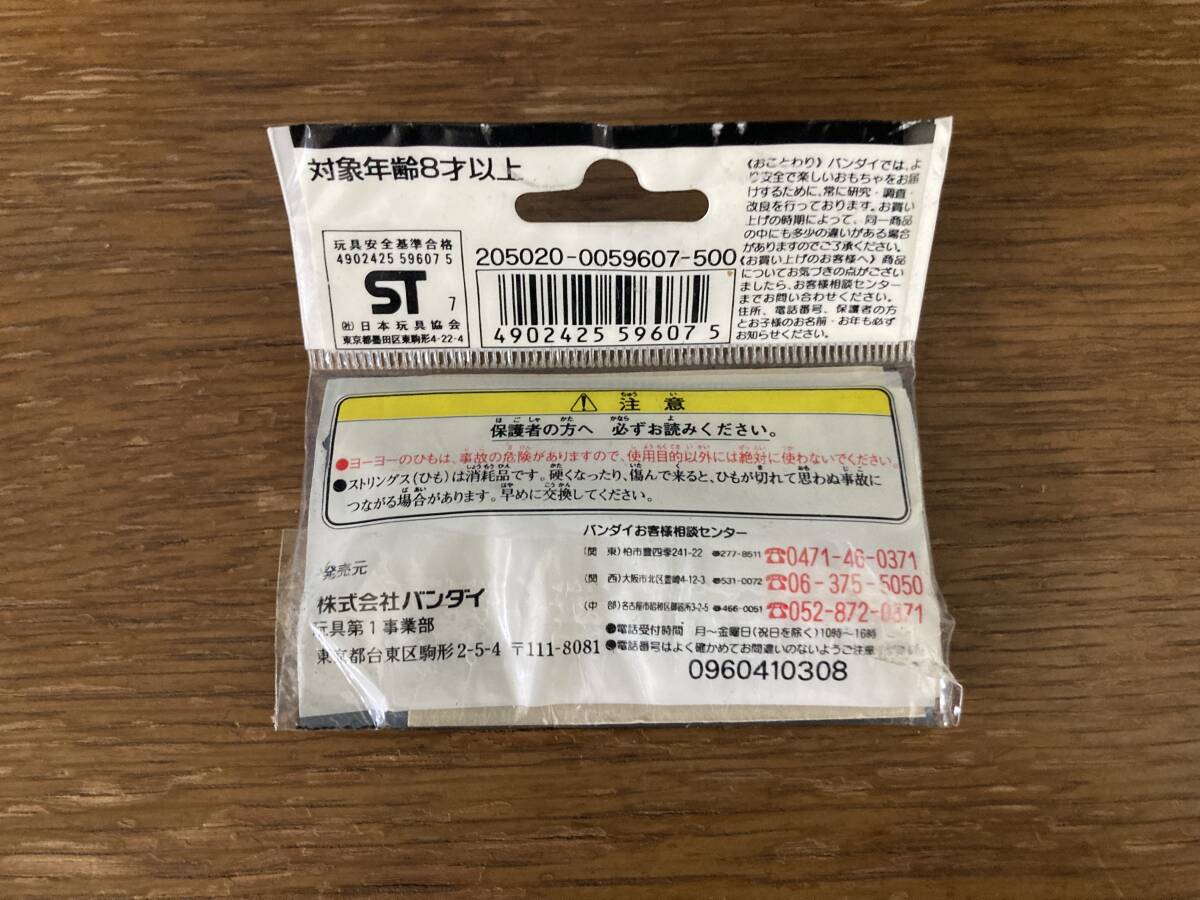 対象年齢8才以上
玩具安全基準合格
4902425 59607 5
ST 7
㈳日本玩具協会
東京都墨田区東駒形4-22-4
205020-0059607-500
4902425 596075
《おことわり》バンダイでは、よ
り安全で楽しいおもちゃをお届
けするために、常に研究・調査・
改良を行っております。お買い
上げの時期によって、同一商品
の中にも多少の違いがある場合
がありますのでご了承ください。
《お買い上げのお客様へ》商品
についてお気づきの点がござい
ましたら、お客様相談センター
までお問い合わせください。
住所、電話番号、保護者の方
とお子様のお名前・お年も必ず
お知らせください。
⚠ 注意
保護者の方へ 必ずお読みください。
●ヨーヨーのひもは、事故の危険がありますので、使用目的以外には絶対に使わないでください。
●ストリングス(ひも)は消耗品です。硬くなったり、傷んで来ると、ひもが切れて思わぬ事故に
つながる場合があります。早めに交換してください。
バンダイお客様相談センター
(関 東)柏市豊四季241-22 ☎277-8511 ☎0471-46-0371
(関 西)大阪市北区豊崎4-12-3 ☎531-0072 ☎06-375-5050
(中 部)名古屋市昭和区御器所3-2-5 ☎466-0051 ☎052-872-0371
●電話受付時間 月〜金曜日(祝日を除く)10時〜16時
●電話番号はよく確かめてお間違いのないようご注意
発売元
株式会社バンダイ
玩具第1事業部
東京都台東区駒形2-5-4 〒111-8081
0960410308